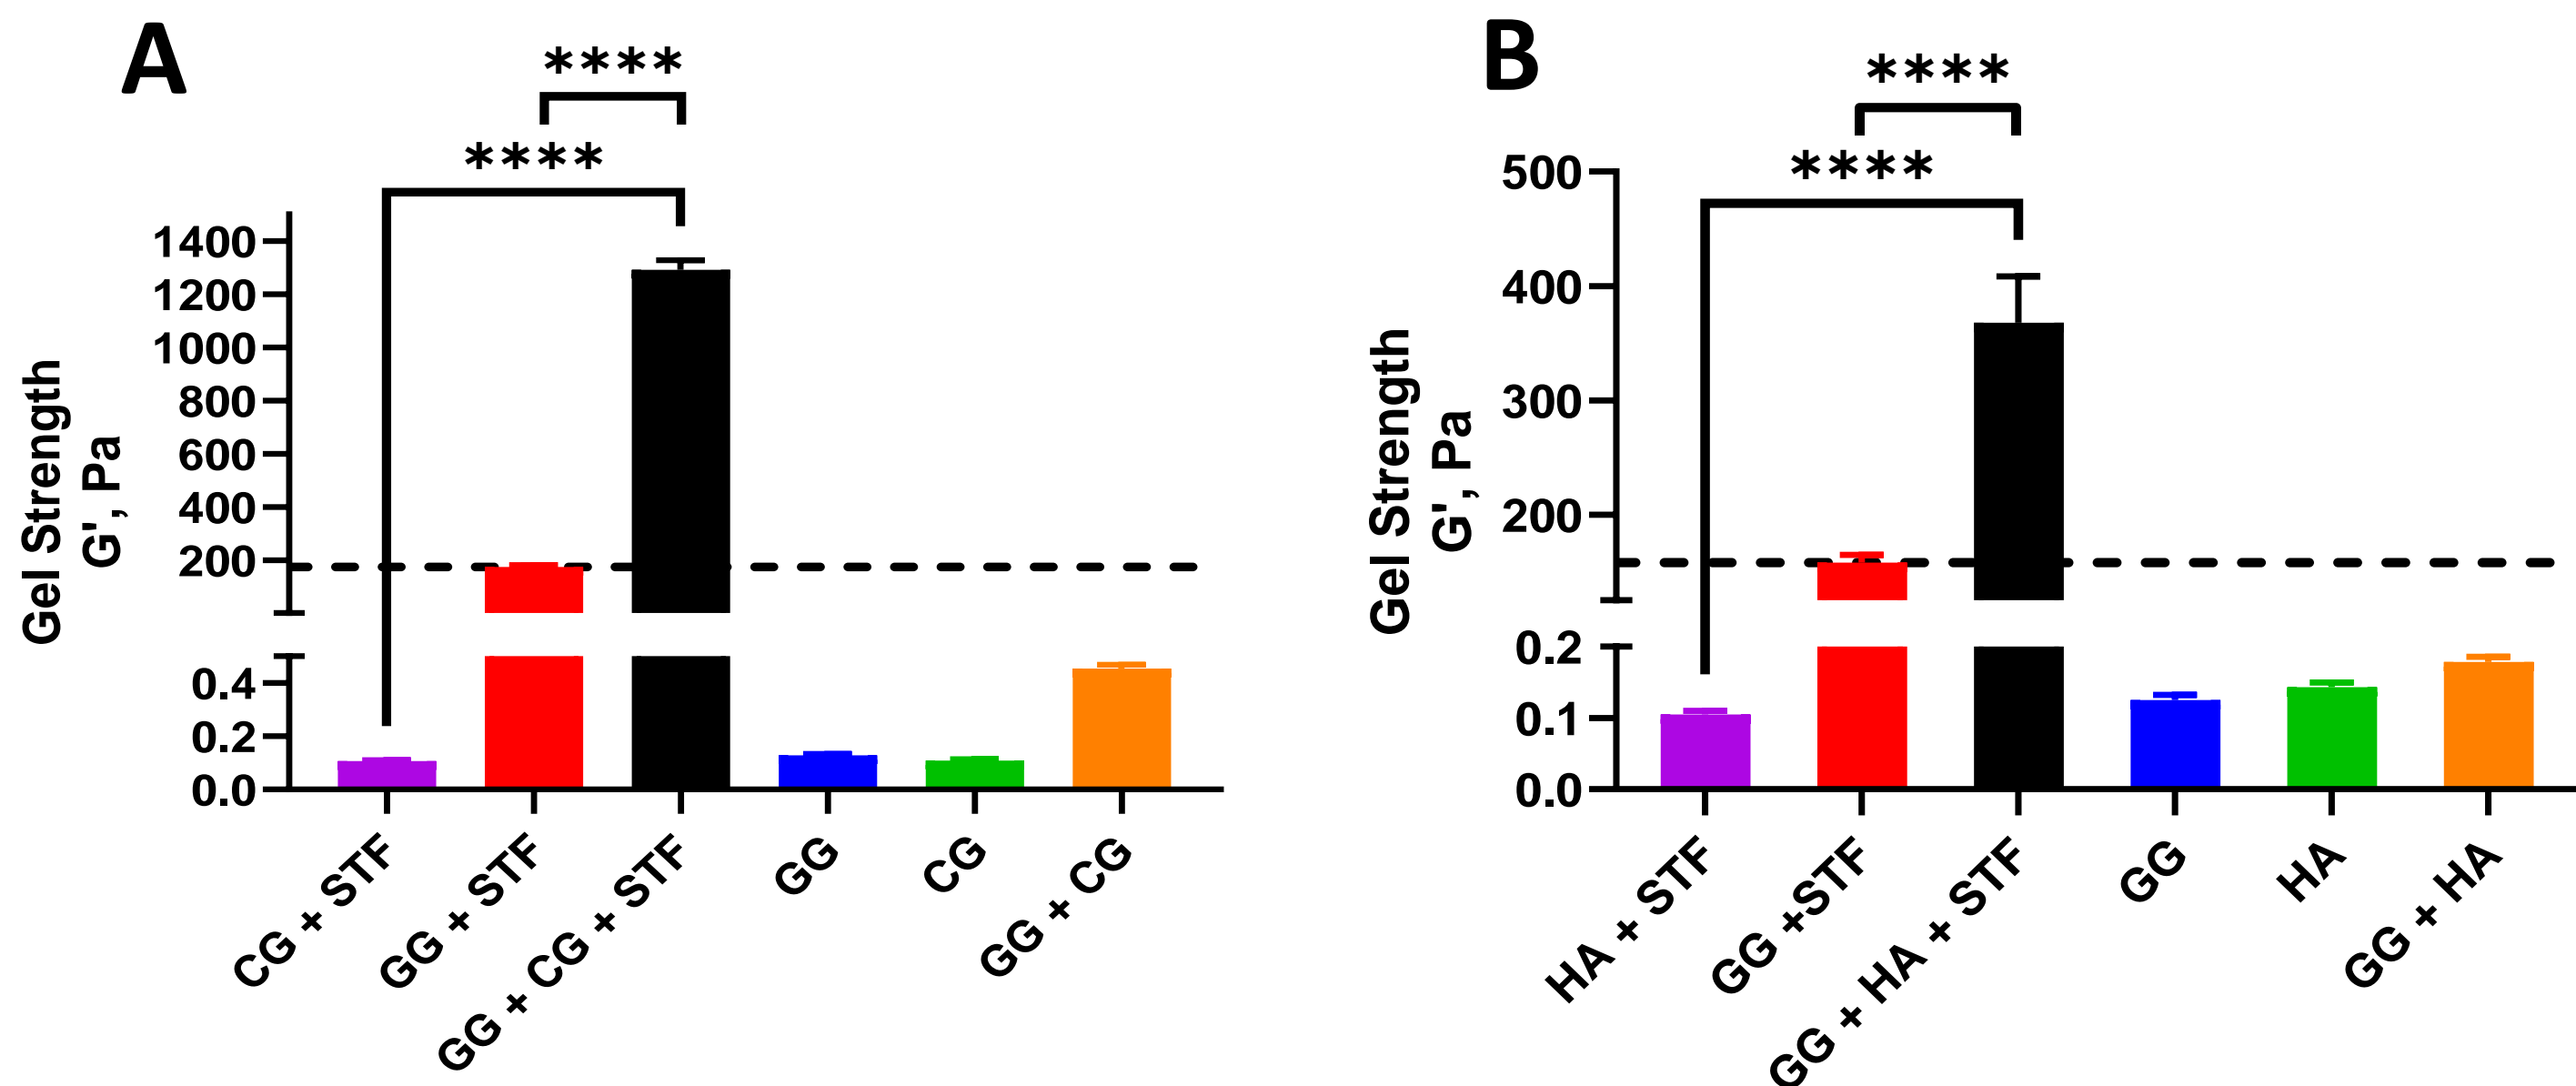 A
****
****
1400
1200
1000
800
600
400
200
0.4
0.2
0.0
Gel Strength
G', Pa
CG + STF
GG + STF
GG + CG + STF
GG
CG
GG + CG
B
****
****
500
400
300
200
0.2
0.1
0.0
Gel Strength
G', Pa
HA + STF
GG +STF
GG + HA + STF
GG
HA
GG + HA